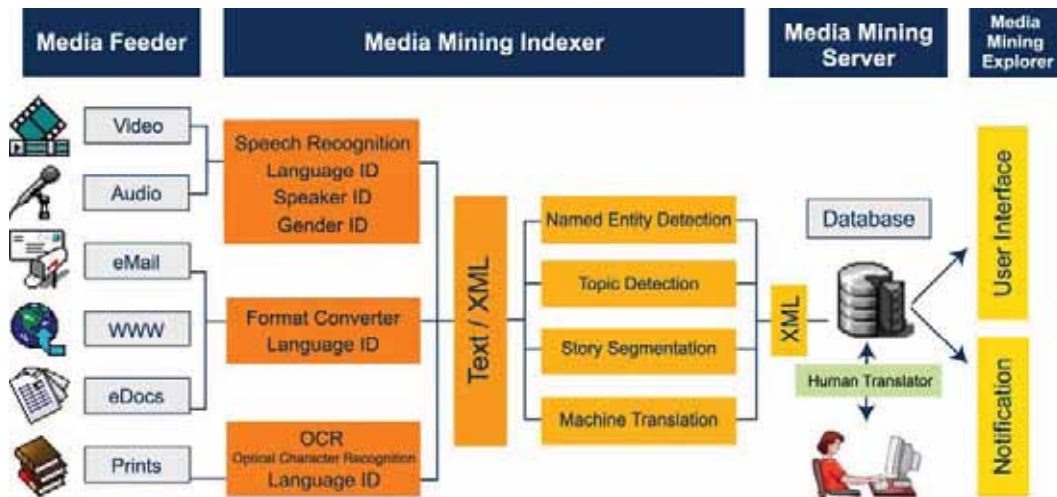 Media Feeder
Media Mining Indexer
Media Mining
Server
Media
Mining
Explorer
Video
Audio
eMail
WWW
eDocs
Prints
Speech Recognition
Language ID
Speaker ID
Gender ID
Format Converter
Language ID
OCR
Optical Character Recognition
Language ID
Text / XML
Named Entity Detection
Topic Detection
Story Segmentation
Machine Translation
XML
Database
Human Translator
User Interface
Notification